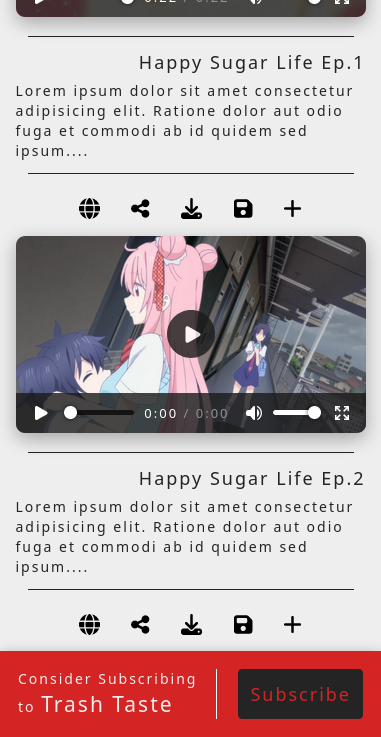 0:22 / 0:22
Happy Sugar Life Ep.1
Lorem ipsum dolor sit amet consectetur
adipisicing elit. Ratione dolor aut odio
fuga et commodi ab id quidem sed
ipsum....
0:00 / 0:00
Happy Sugar Life Ep.2
Lorem ipsum dolor sit amet consectetur
adipisicing elit. Ratione dolor aut odio
fuga et commodi ab id quidem sed
ipsum....
Consider Subscribing
to Trash Taste
Subscribe